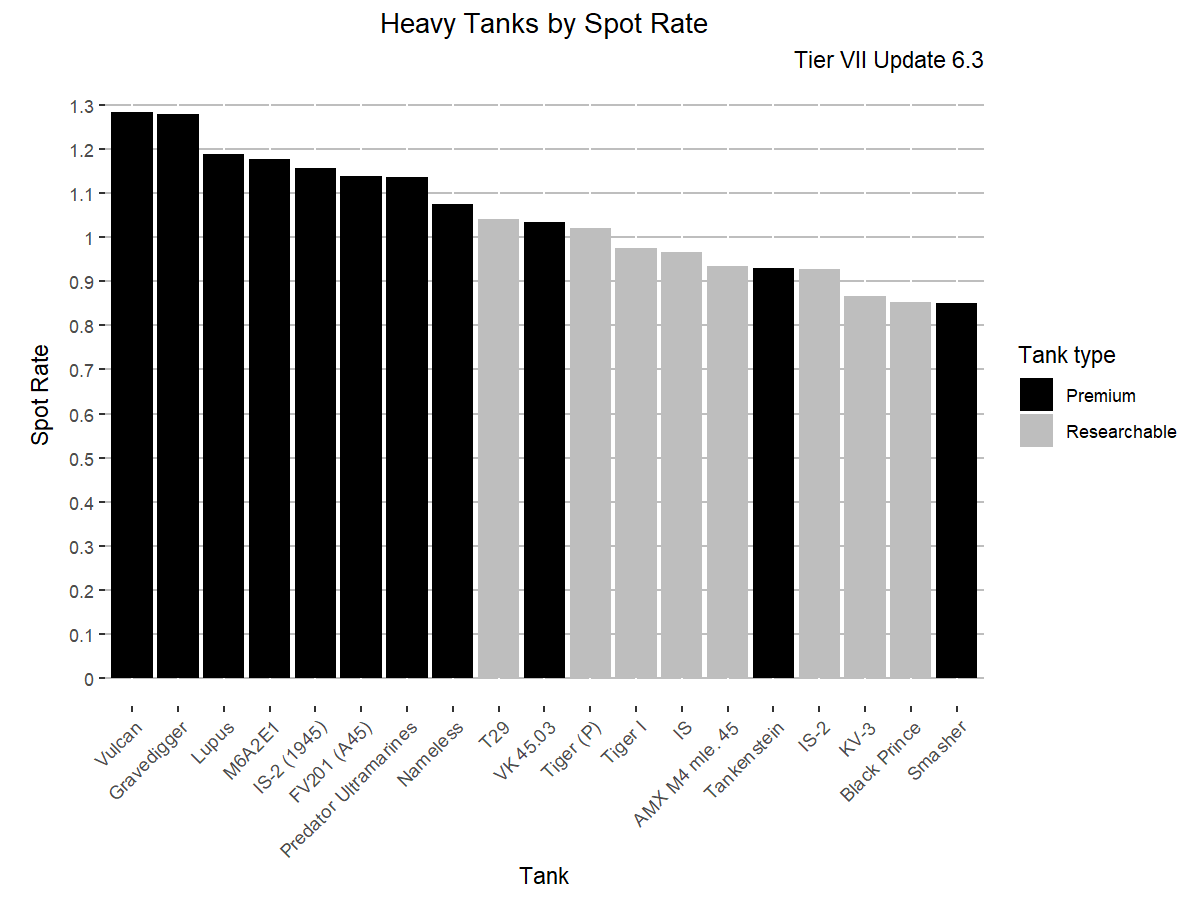 Heavy Tanks by Spot Rate
Tier VII Update 6.3
1.3
1.2
1.1
1
0.9
0.8
0.7
0.6
0.5
0.4
0.3
0.2
0.1
0
Spot Rate
Vulcan
Gravedigger
Lupus
M6A2E1
IS-2 (1945)
FV201 (A45)
Predator Ultramarines
Nameless
T29
VK 45.03
Tiger (P)
Tiger I
IS
AMX M4 mle. 45
Tankenstein
IS-2
KV-3
Black Prince
Smasher
Tank
Tank type
Premium
Researchable